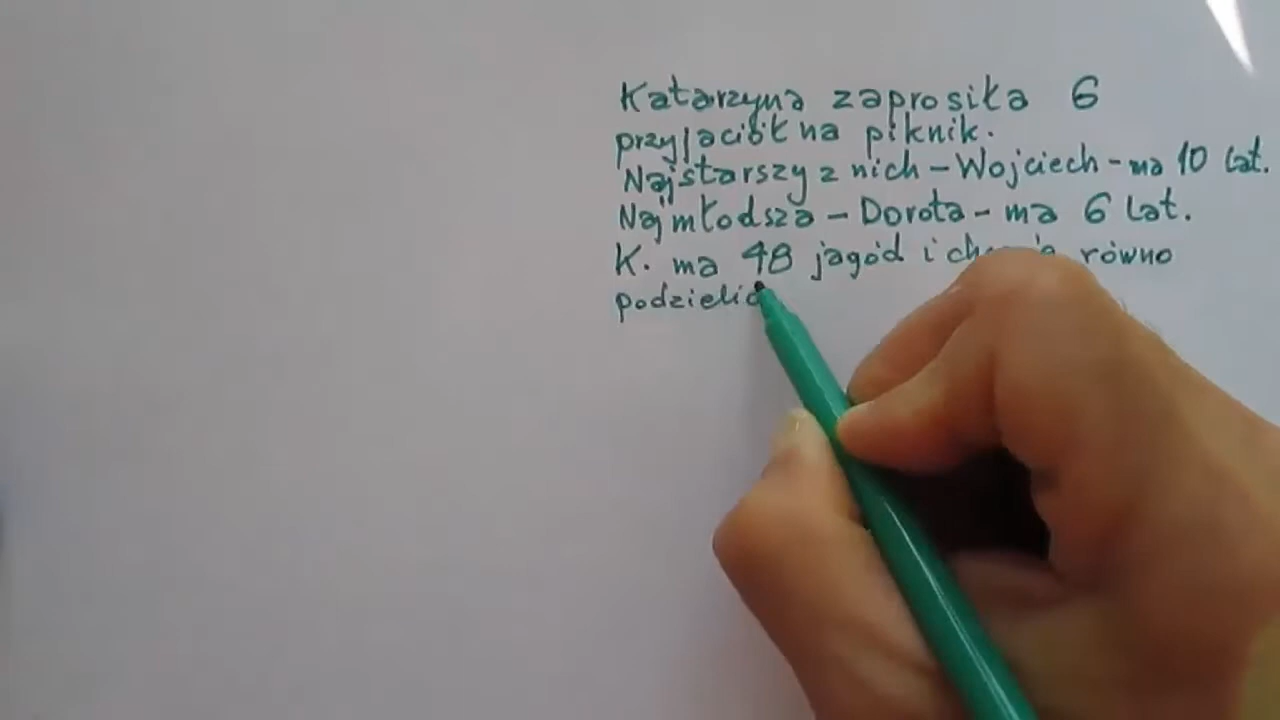 Katarzyna zaprosiła 6
przyjaciół na piknik.
Najstarszy z nich – Wojciech – ma 10 lat.
Najmłodsza – Dorota – ma 6 lat.
K. ma 48 jagód i równo